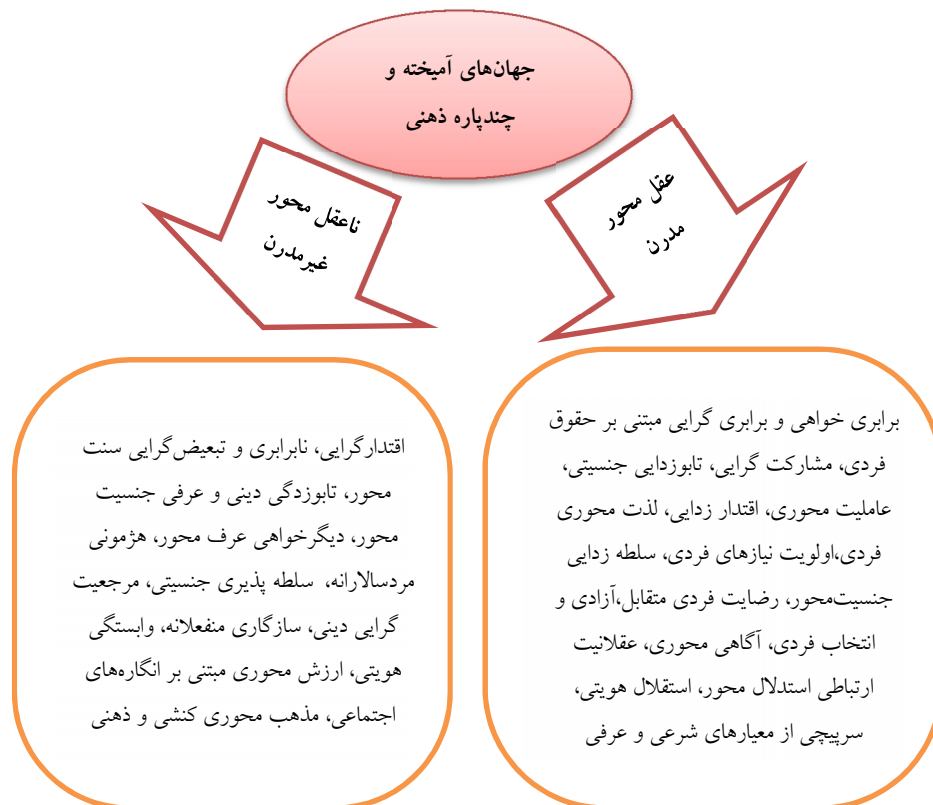 جهان‌های آمیخته و
چندپاره ذهنی
عقل محور
مدرن
ناعقل محور
غیرمدرن
برابری خواهی و برابری گرایی مبتنی بر حقوق
فردی، مشارکت گرایی، تابوزدایی جنسیتی،
عاملیت محوری، اقتدار زدایی، لذت محوری
فردی،اولویت نیازهای فردی، سلطه زدایی
جنسیت‌محور، رضایت فردی متقابل،آزادی و
انتخاب فردی، آگاهی محوری، عقلانیت
ارتباطی استدلال محور، استقلال هویتی،
سرپیچی از معیارهای شرعی و عرفی
اقتدارگرایی، نابرابری و تبعیض‌گرایی سنت
محور، تابوزدگی دینی و عرفی جنسیت
محور، دیگرخواهی عرف محور، هژمونی
مردسالارانه، سلطه پذیری جنسیتی، مرجعیت
گرایی دینی، سازگاری منفعلانه، وابستگی
هویتی، ارزش محوری مبتنی بر انگاره‌های
اجتماعی، مذهب محوری کنشی و ذهنی